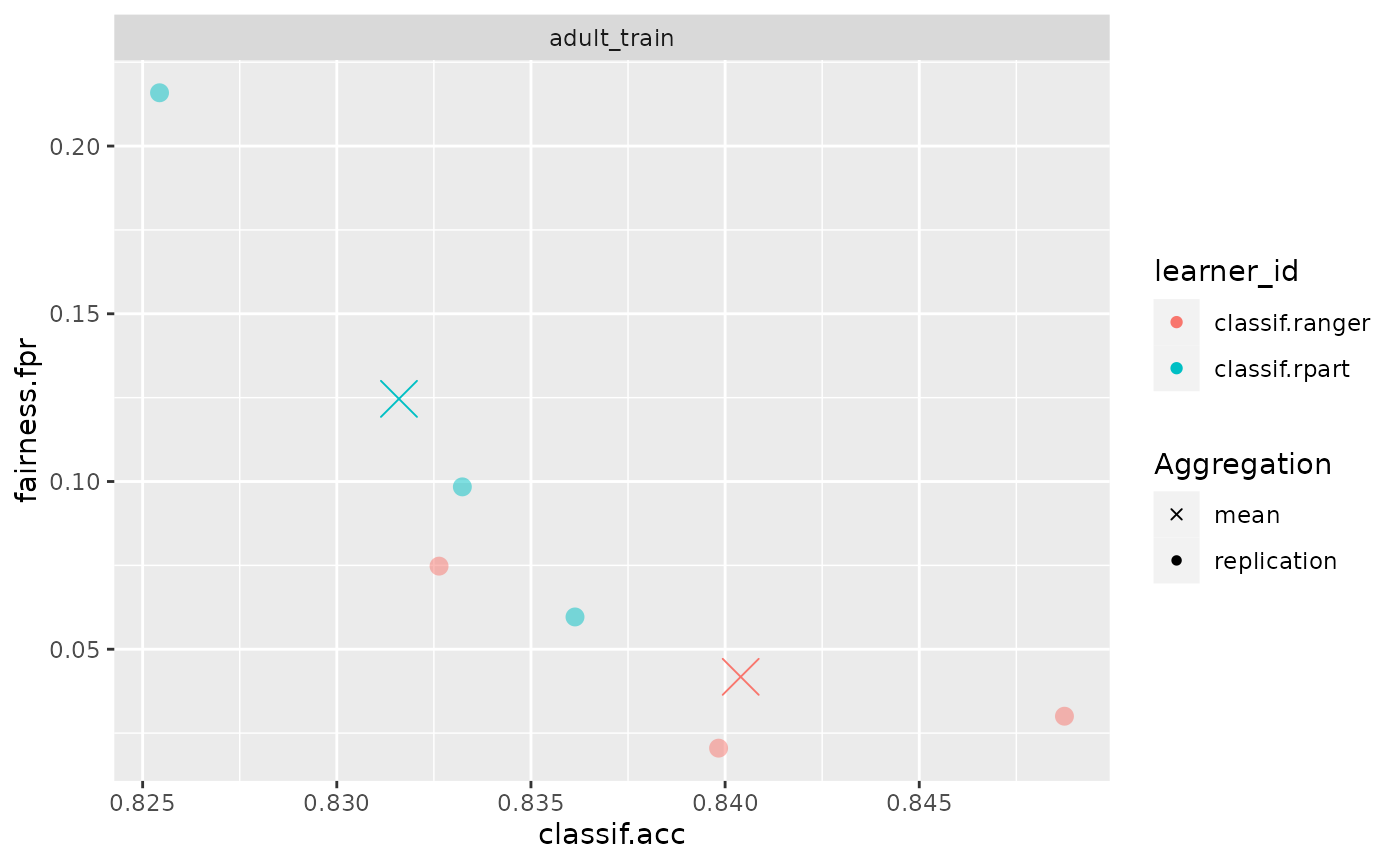 adult_train
0.20
0.15
0.10
0.05
fairness.fpr
0.825
0.830
0.835
0.840
0.845
classif.acc
learner_id
classif.ranger
classif.rpart
Aggregation
mean
replication